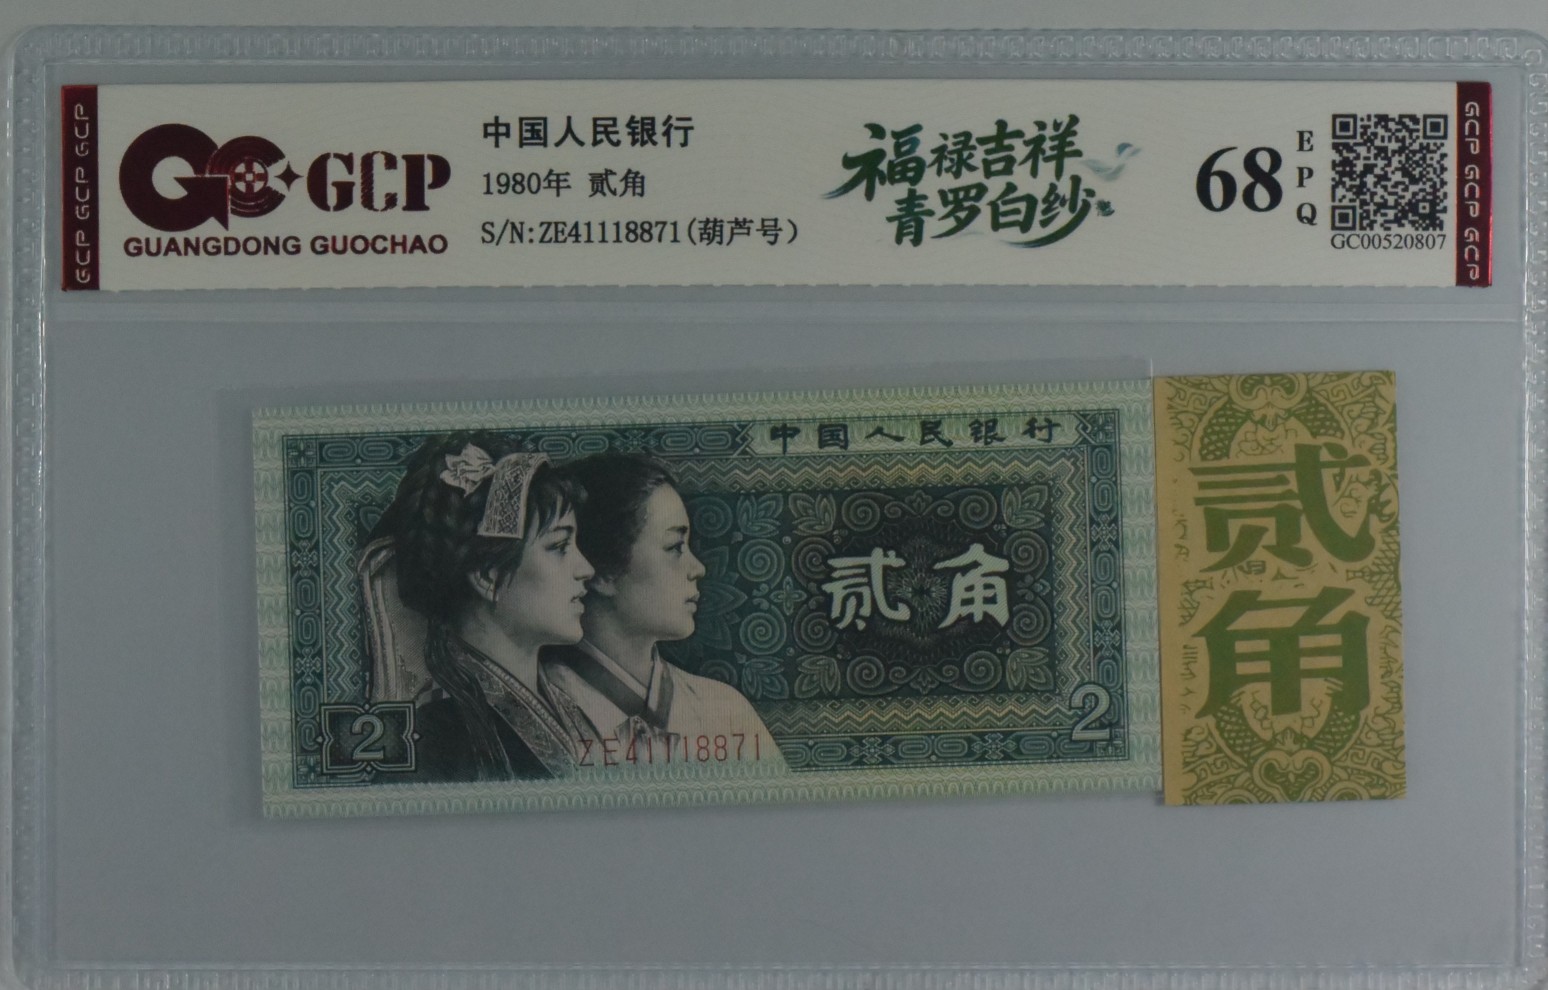 GCP GCP GCP
GCP
GUANGDONG GUOCHAO
中国人民银行
1980年 贰角
S/N:ZE41118871(葫芦号)
福禄吉祥
青罗白纱
68
EPQ
GC00520807
GCP GCP GCP
中国人民银行
贰角
2
2
ZE41118871
贰角